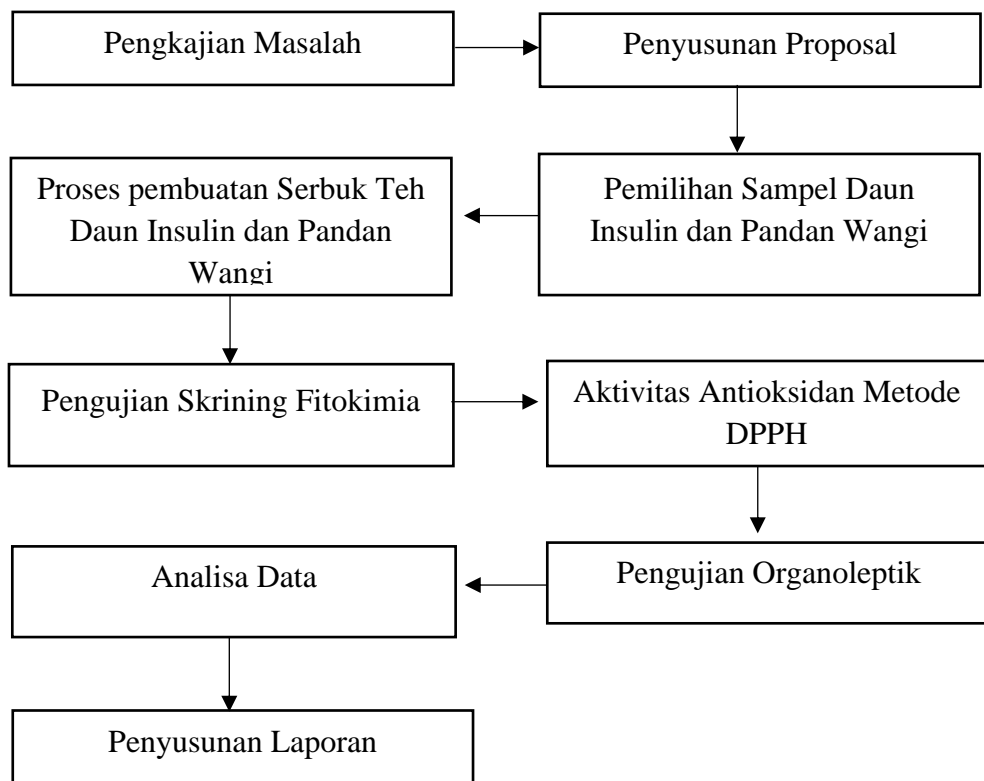 Pengkajian Masalah
Penyusunan Proposal
Pemilihan Sampel Daun
Insulin dan Pandan Wangi
Proses pembuatan Serbuk Teh
Daun Insulin dan Pandan
Wangi
Pengujian Skrining Fitokimia
Aktivitas Antioksidan Metode
DPPH
Pengujian Organoleptik
Analisa Data
Penyusunan Laporan